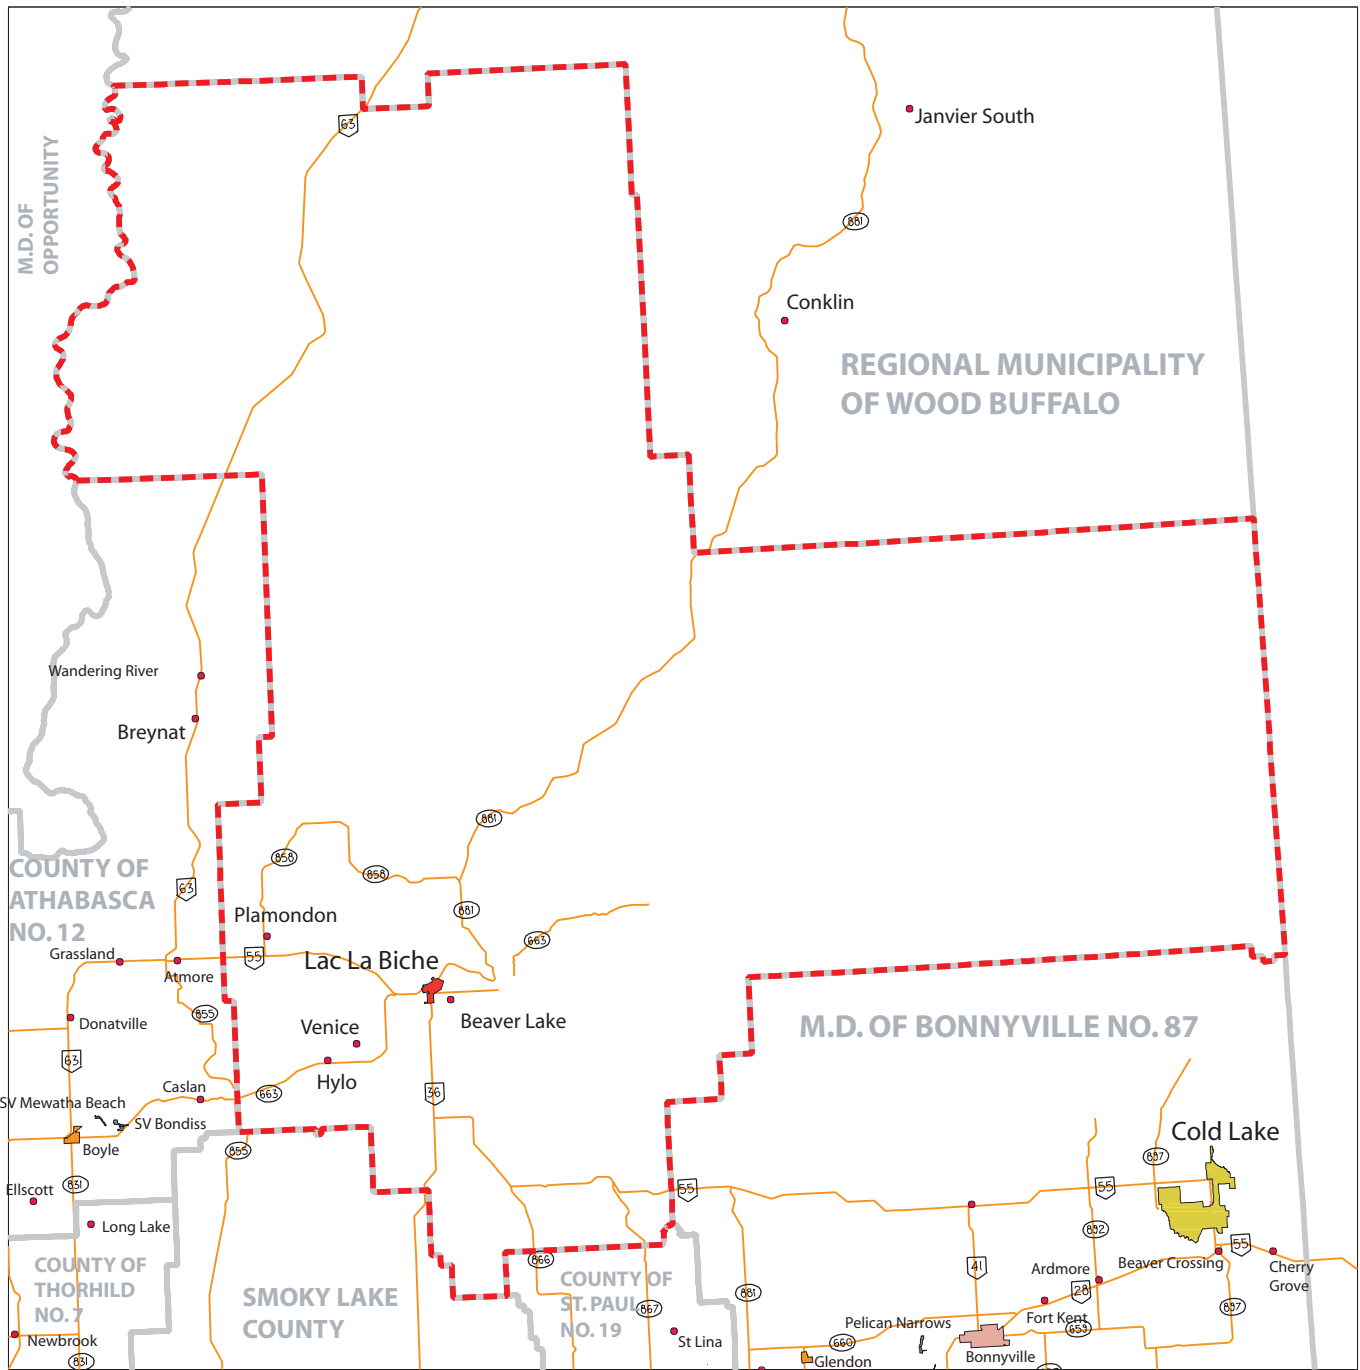 Janvier South
63
M.D. OF
OPPORTUNITY
881
Conklin
REGIONAL MUNICIPALITY
OF WOOD BUFFALO
Wandering River
Breynat
881
858
858
COUNTY OF
ATHABASCA
NO. 12
63
881
Plamondon
663
Grassland
55
Lac La Biche
Atmore
855
Donatville
Venice
Beaver Lake
M.D. OF BONNYVILLE NO. 87
63
Hylo
Caslan
663
36
SV Mewatha Beach
SV Bondiss
Boyle
855
Cold Lake
897
Ellscott
831
55
55
Long Lake
892
COUNTY OF
THORHILD
NO. 7
866
55
Beaver Crossing
Cherry
Grove
41
Ardmore
28
COUNTY OF
ST. PAUL
NO. 19
SMOKY LAKE
COUNTY
881
867
897
Fort Kent
Pelican Narrows
659
Newbrook
St Lina
660
Bonnyville
831
Glendon